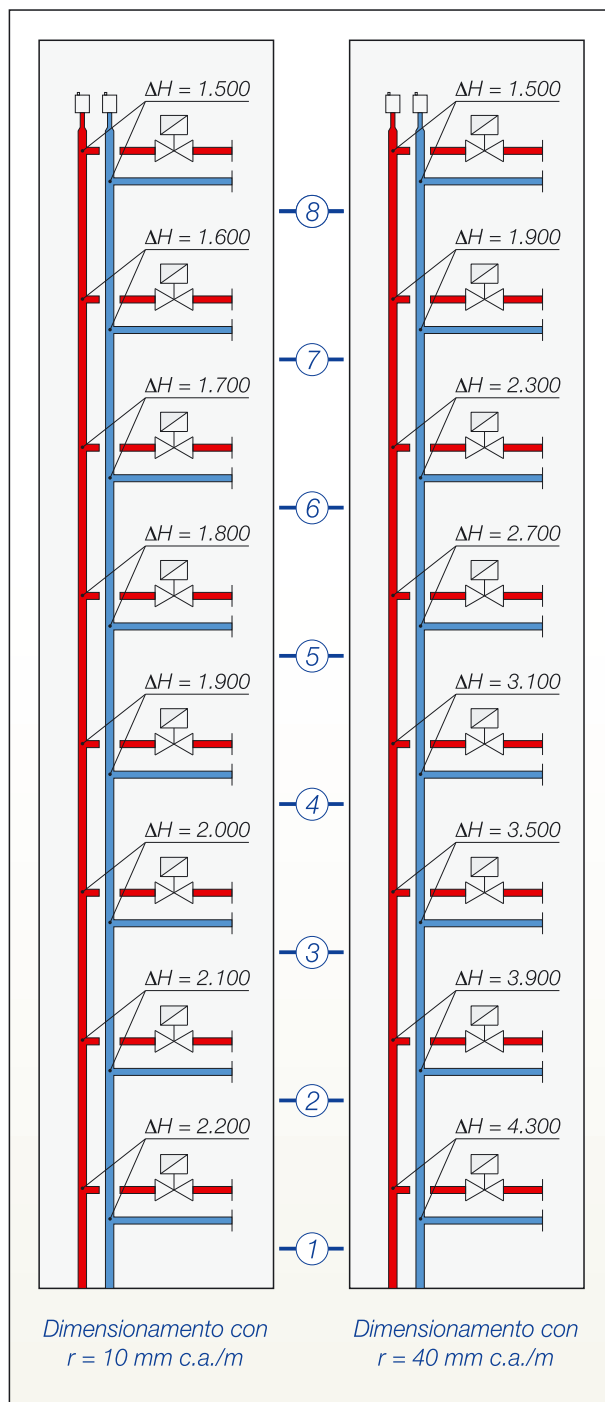 ΔH = 1.500
ΔH = 1.500
8
ΔH = 1.600
ΔH = 1.900
7
ΔH = 1.700
ΔH = 2.300
6
ΔH = 1.800
ΔH = 2.700
5
ΔH = 1.900
ΔH = 3.100
4
ΔH = 2.000
ΔH = 3.500
3
ΔH = 2.100
ΔH = 3.900
2
ΔH = 2.200
ΔH = 4.300
1
Dimensionamento con
r = 10 mm c.a./m
Dimensionamento con
r = 40 mm c.a./m